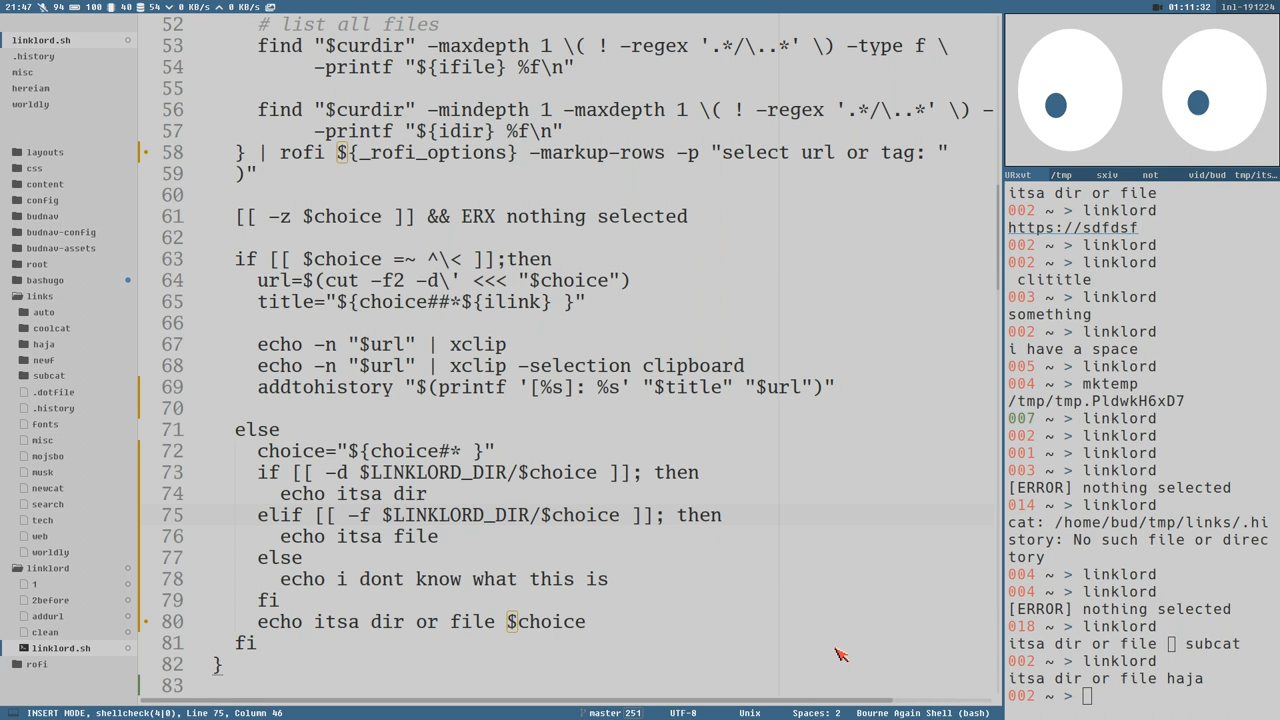 21:47 94 100 40 54 0 KB/s 0 KB/s
01:11:32 lnl-191224
linklord.sh
.history
misc
hereiam
worldly
layouts
css
content
config
budnav
budnav-config
budnav-assets
root
bashugo
links
auto
coolcat
haja
newf
subcat
.dotfile
.history
fonts
misc
mojsbo
musk
newcat
search
tech
web
worldly
linklord
1
2before
addurl
clean
linklord.sh
rofi
52 # list all files
53 find "$curdir" -maxdepth 1 \( ! -regex '.*/\..*' \) -type f \
54 -printf "${ifile} %f\n"
55
56 find "$curdir" -mindepth 1 -maxdepth 1 \( ! -regex '.*/\..*' \) -
57 -printf "${idir} %f\n"
58 } | rofi ${_rofi_options} -markup-rows -p "select url or tag: "
59 )"
60
61 [[ -z $choice ]] && ERX nothing selected
62
63 if [[ $choice =~ ^\< ]];then
64 url=$(cut -f2 -d\' <<< "$choice")
65 title="${choice##*${ilink} }"
66
67 echo -n "$url" | xclip
68 echo -n "$url" | xclip -selection clipboard
69 addtohistory "$(printf '[%s]: %s' "$title" "$url")"
70
71 else
72 choice="${choice#* }"
73 if [[ -d $LINKLORD_DIR/$choice ]]; then
74 echo itsa dir
75 elif [[ -f $LINKLORD_DIR/$choice ]]; then
76 echo itsa file
77 else
78 echo i dont know what this is
79 fi
80 echo itsa dir or file $choice
81 fi
82 }
83
URxvt /tmp sxiv not vid/bud tmp/its…
itsa dir or file
002 ~ > linklord
https://sdfdsf
002 ~ > linklord
002 ~ > linklord
clititle
003 ~ > linklord
something
002 ~ > linklord
i have a space
005 ~ > linklord
004 ~ > mktemp
/tmp/tmp.PldwkH6xD7
007 ~ > linklord
002 ~ > linklord
001 ~ > linklord
003 ~ > linklord
[ERROR] nothing selected
014 ~ > linklord
cat: /home/bud/tmp/links/.hi
story: No such file or direc
tory
004 ~ > linklord
004 ~ > linklord
[ERROR] nothing selected
018 ~ > linklord
itsa dir or file subcat
002 ~ > linklord
itsa dir or file haja
002 ~ >
INSERT MODE, shellcheck(4|0), Line 75, Column 46
master 251 UTF-8 Unix Spaces: 2 Bourne Again Shell (bash)